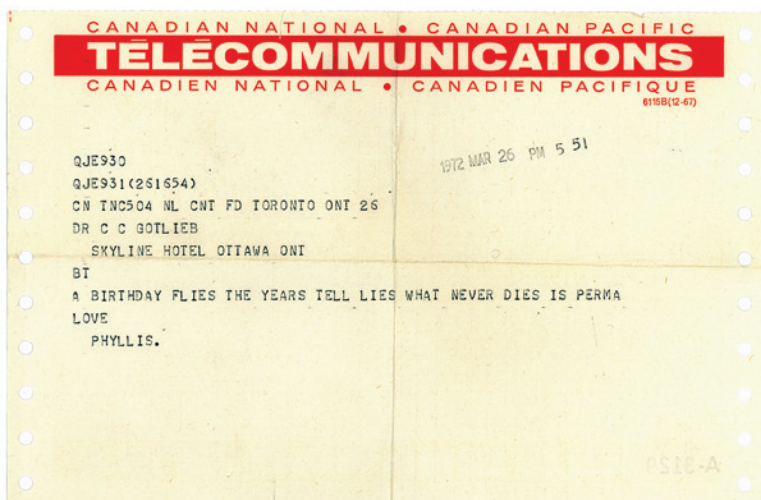 CANADIAN NATIONAL • CANADIAN PACIFIC
TÉLÉCOMMUNICATIONS
CANADIEN NATIONAL • CANADIEN PACIFIQUE
6115B(12-67)
1972 MAR 26 PM 5 51
QJE930
QJE931(261654)
CN TNC504 NL CNT FD TORONTO ONT 26
DR C C GOTLIEB
SKYLINE HOTEL OTTAWA ONT
BT
A BIRTHDAY FLIES THE YEARS TELL LIES WHAT NEVER DIES IS PERMA
LOVE
PHYLLIS.
A-3129